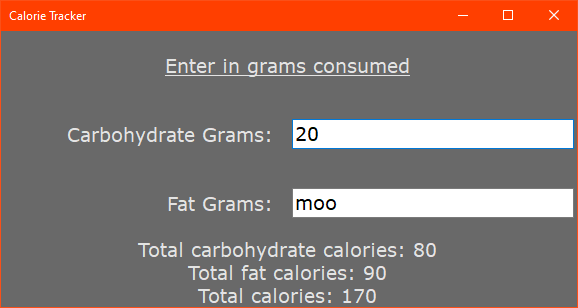 Calorie Tracker
Enter in grams consumed
Carbohydrate Grams: 20
Fat Grams: moo
Total carbohydrate calories: 80
Total fat calories: 90
Total calories: 170